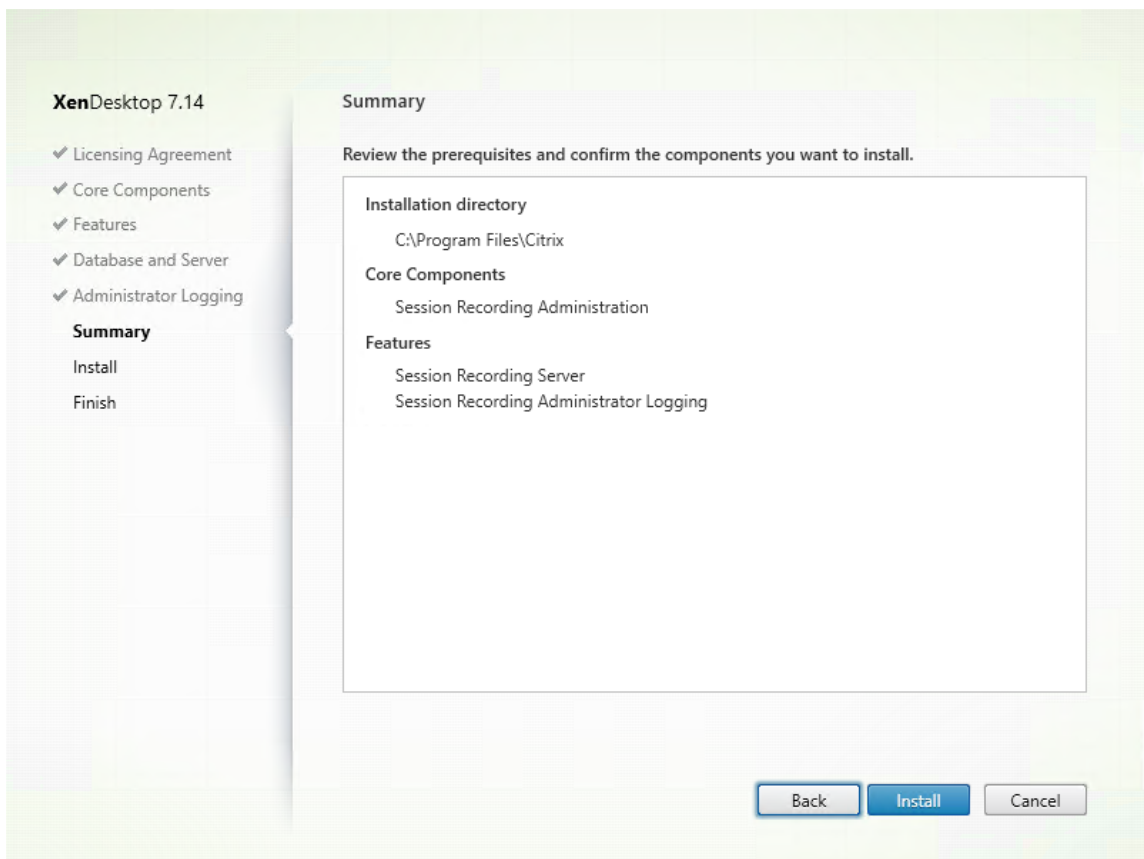 XenDesktop 7.14
Licensing Agreement
Core Components
Features
Database and Server
Administrator Logging
Summary
Install
Finish
Summary
Review the prerequisites and confirm the components you want to install.
Installation directory
C:\Program Files\Citrix
Core Components
Session Recording Administration
Features
Session Recording Server
Session Recording Administrator Logging
Back Install Cancel